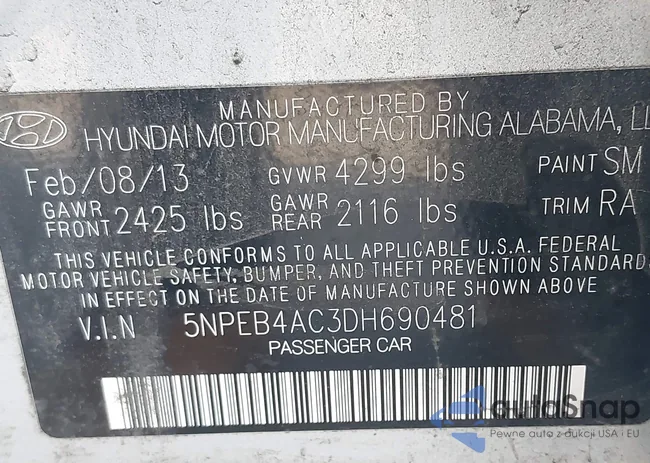 MANUFACTURED BY
HYUNDAI MOTOR MANUFACTURING ALABAMA, LL
Feb/08/13 GVWR 4299 lbs PAINT SM
GAWR FRONT 2425 lbs GAWR REAR 2116 lbs TRIM RA
THIS VEHICLE CONFORMS TO ALL APPLICABLE U.S.A. FEDERAL
MOTOR VEHICLE SAFETY, BUMPER, AND THEFT PREVENTION STANDARD
IN EFFECT ON THE DATE OF MANUFACTURE SHOWN ABOVE
V.I.N 5NPEB4AC3DH690481
PASSENGER CAR
autoSnap
Pewne auto z dukcji USA i EU